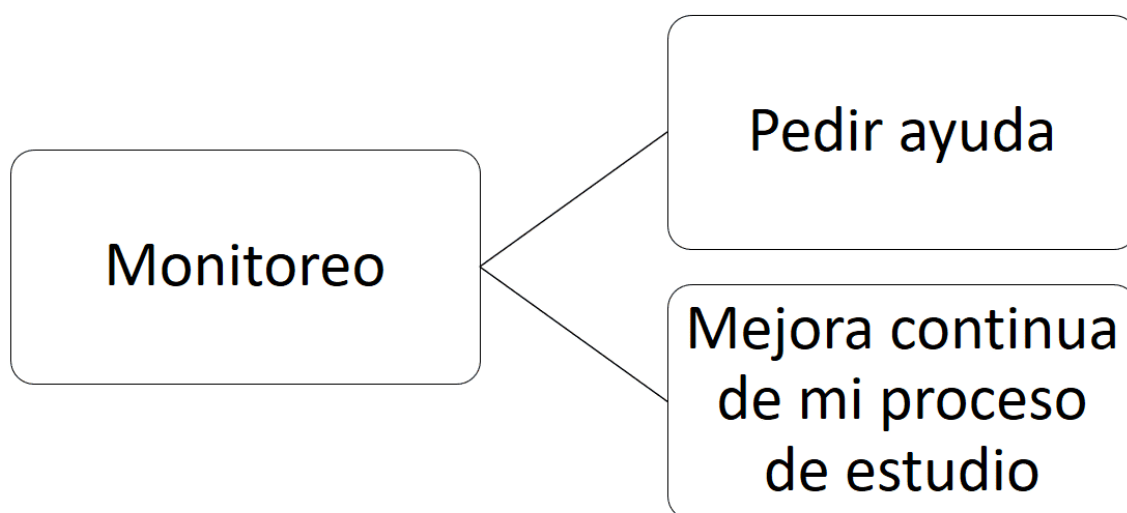 Monitoreo
Pedir ayuda
Mejora continua
de mi proceso
de estudio